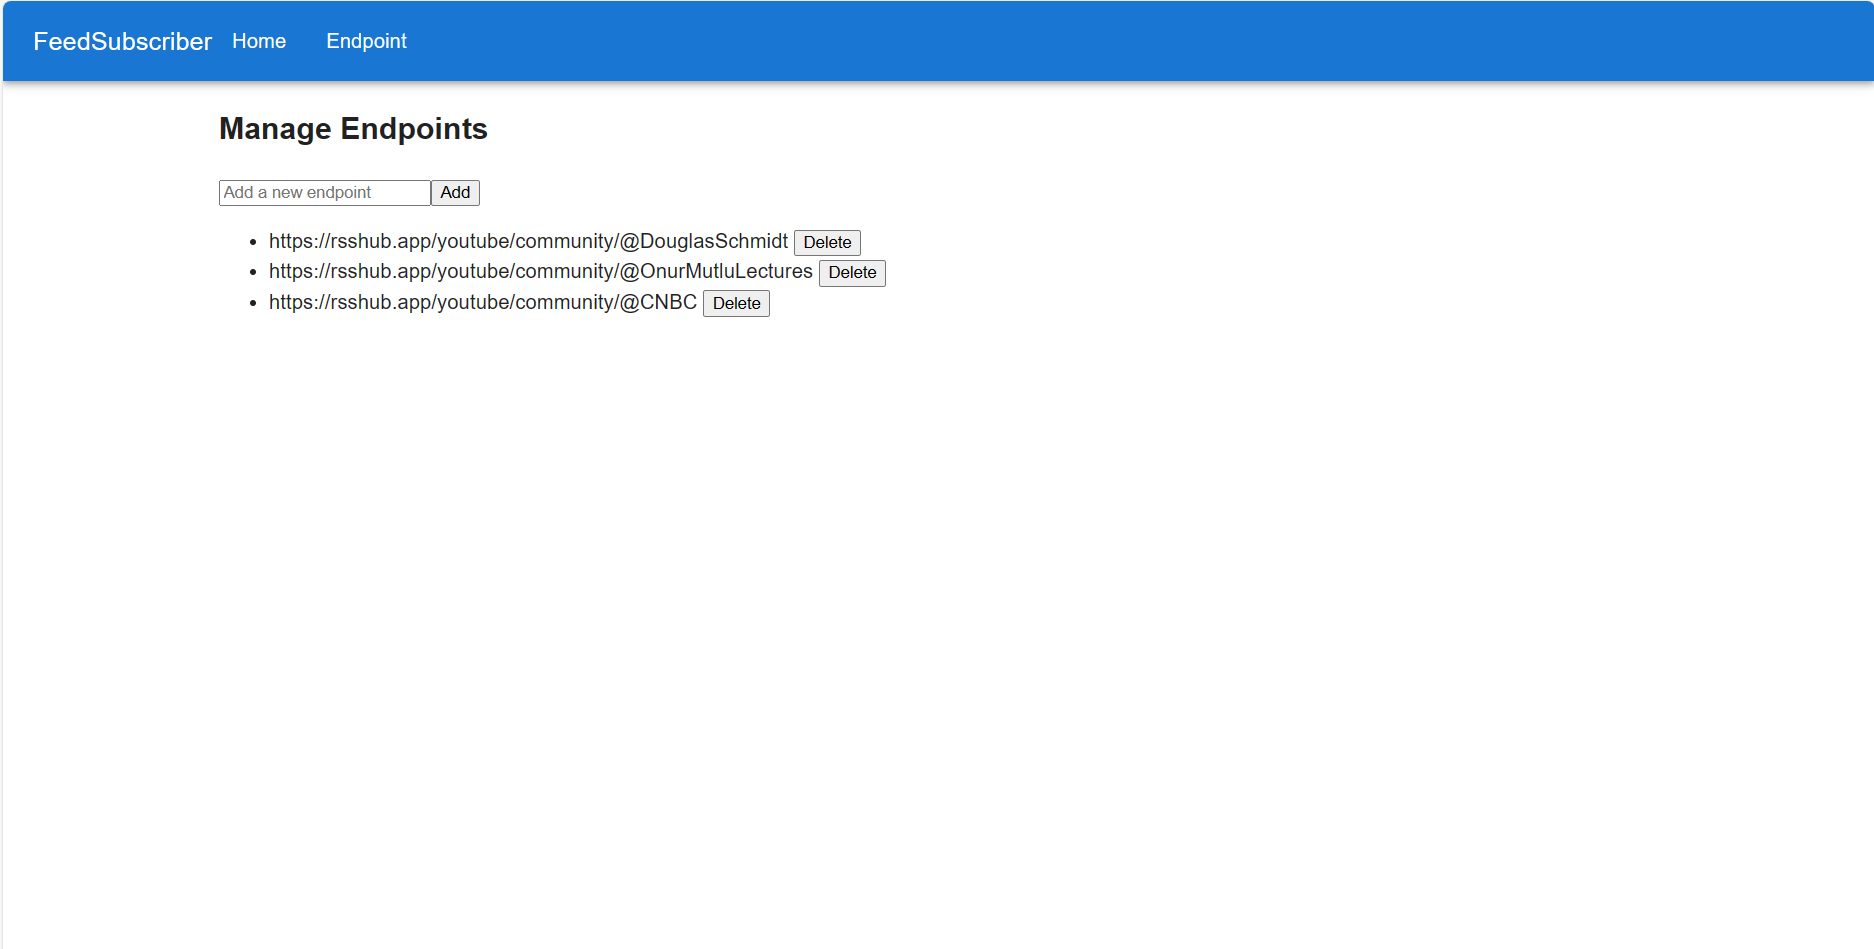 FeedSubscriber Home Endpoint
Manage Endpoints
Add a new endpoint Add
https://rsshub.app/youtube/community/@DouglasSchmidt Delete
https://rsshub.app/youtube/community/@OnurMutluLectures Delete
https://rsshub.app/youtube/community/@CNBC Delete